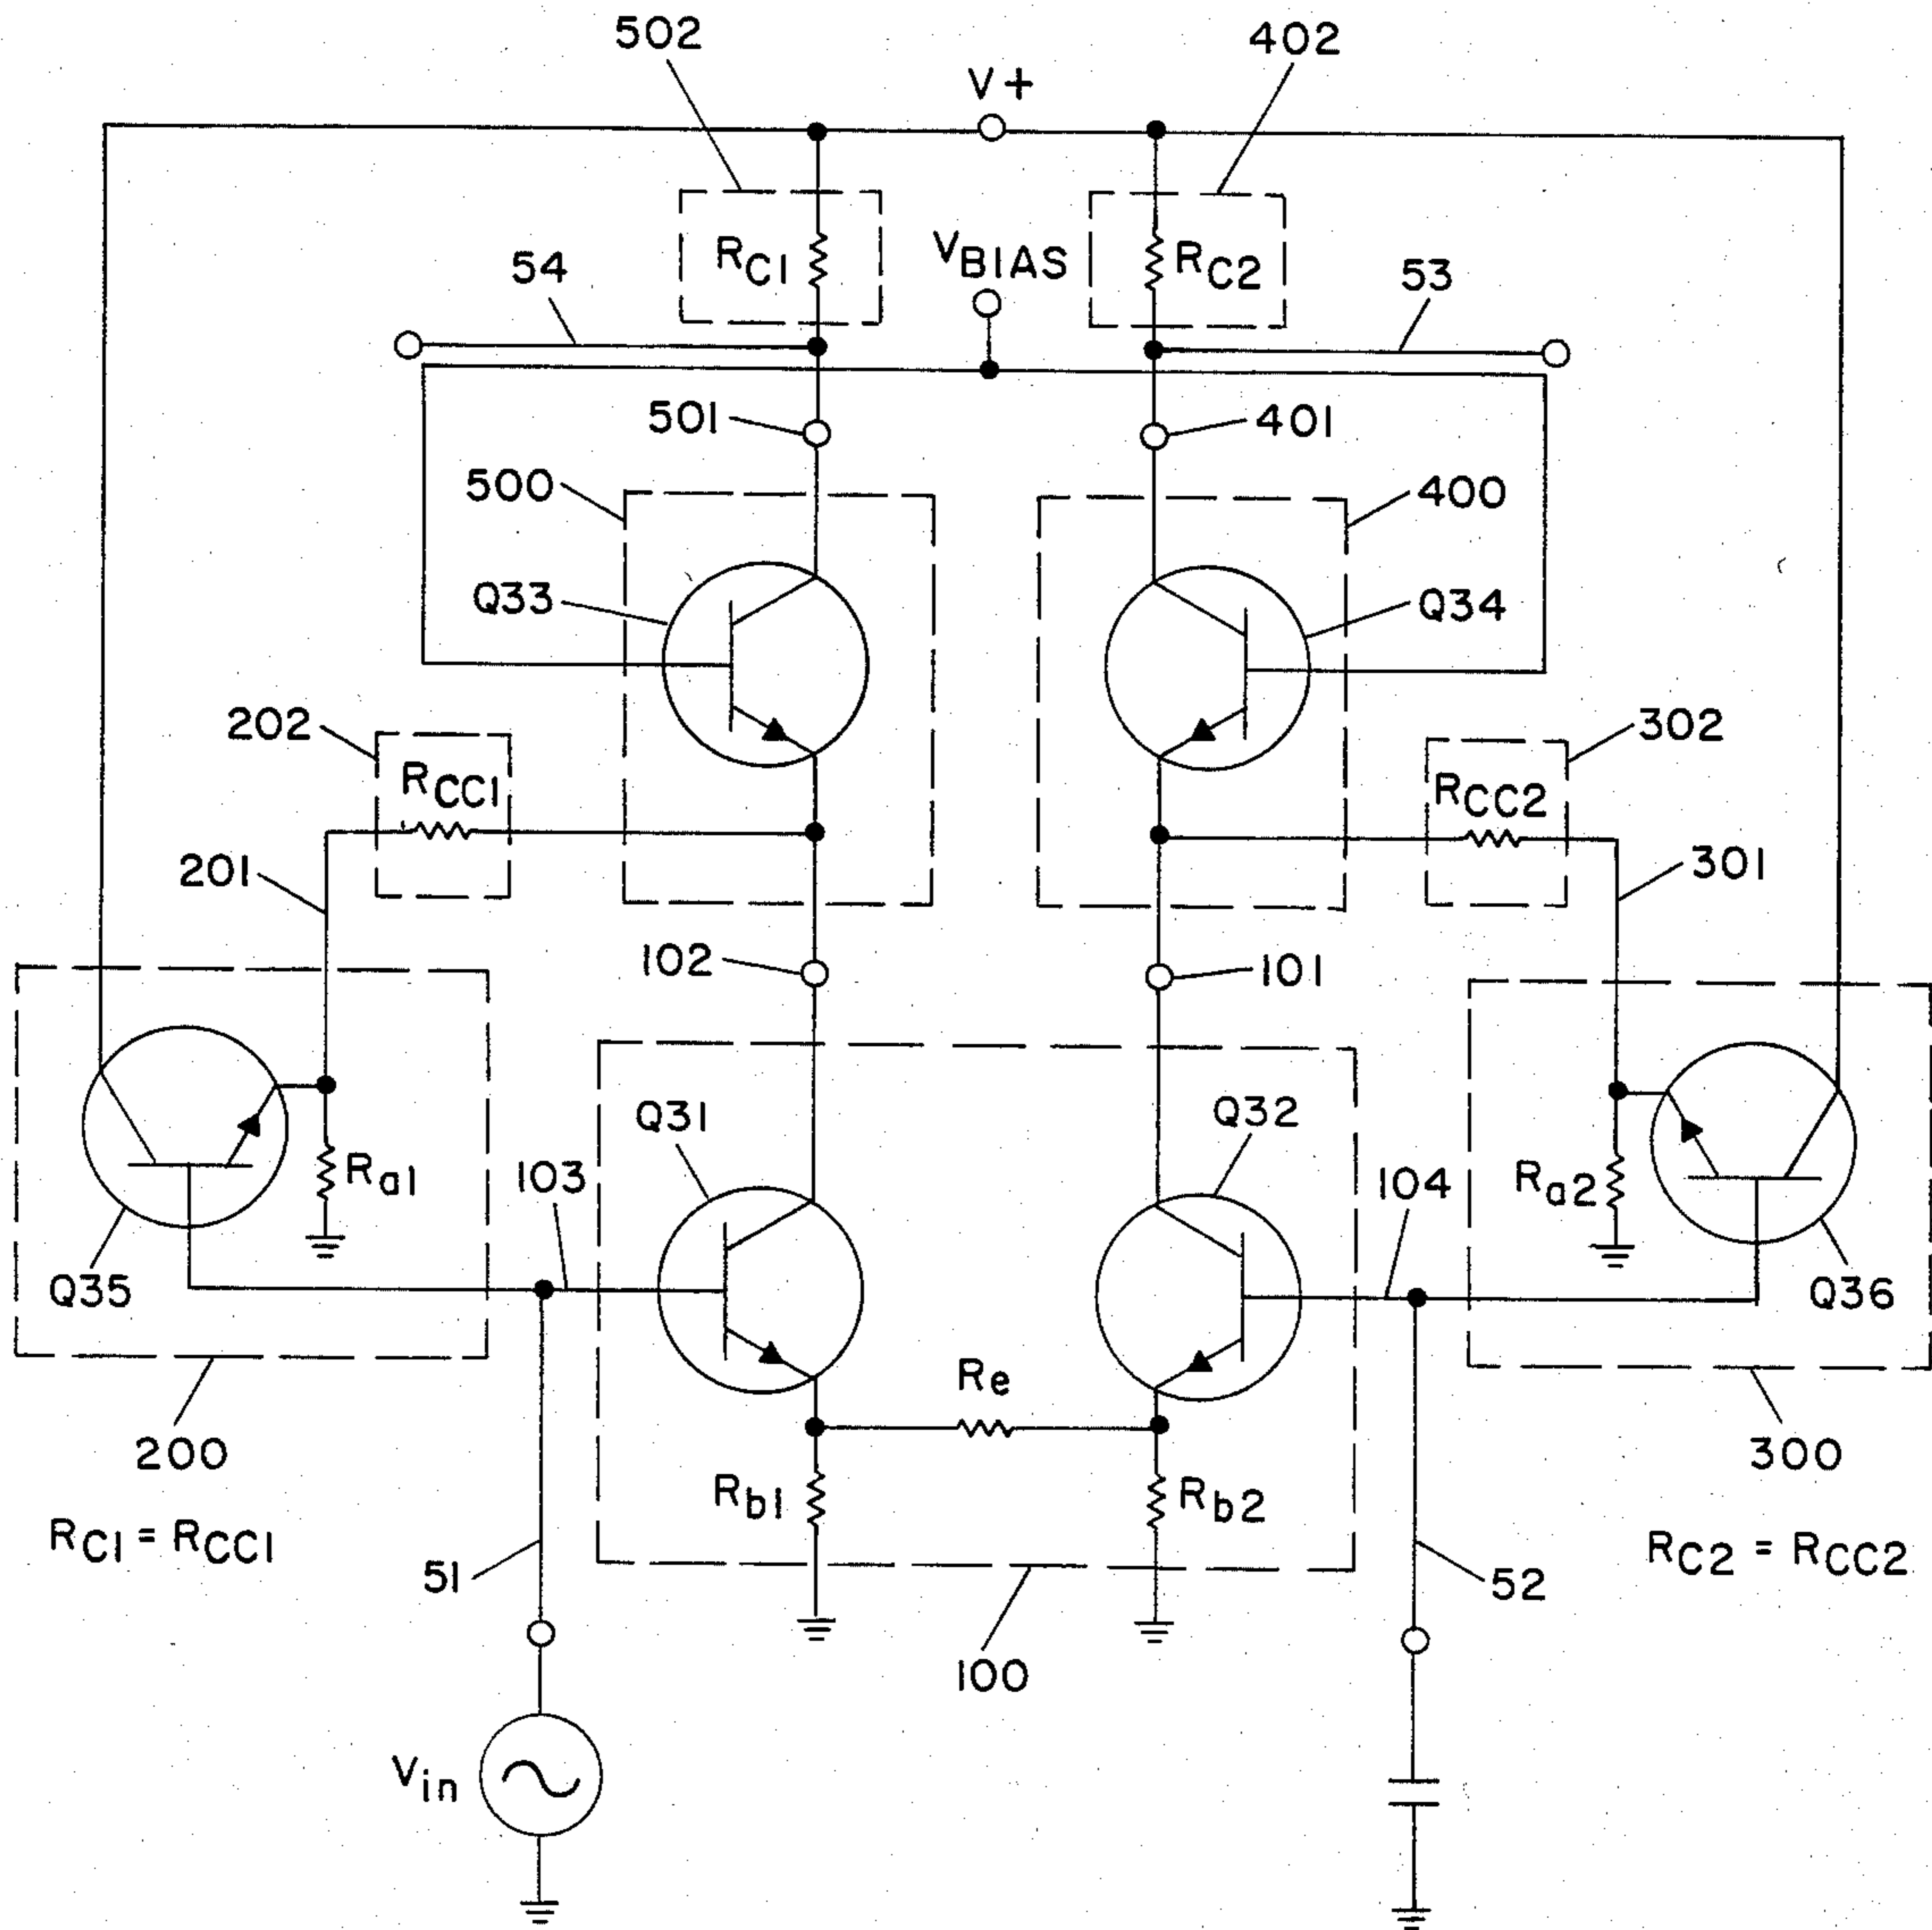 502
402
V+
RC1
VBIAS
RC2
54
53
501
401
500
400
Q33
Q34
202
RCC1
302
RCC2
201
301
102
101
Q31
Q32
Ra1
103
104
Ra2
Q35
Q36
Re
200
300
Rb1
Rb2
RC1 = RCC1
RC2 = RCC2
51
52
100
Vin